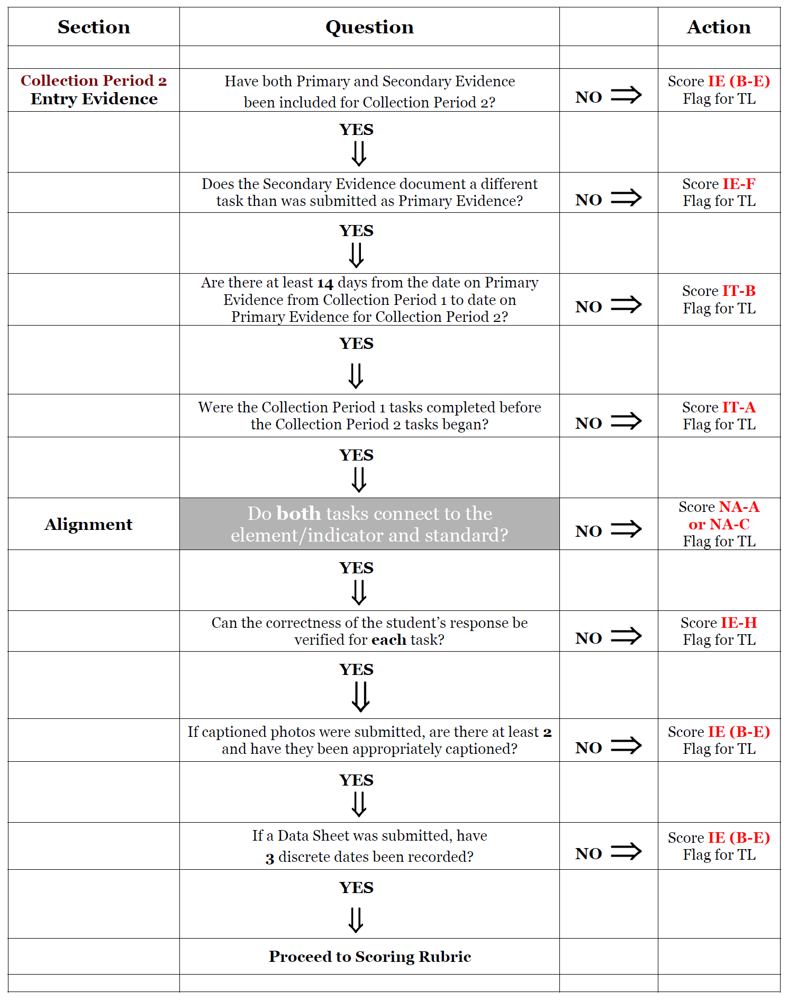 Section Question Action
Collection Period 2
Entry Evidence
Have both Primary and Secondary Evidence
been included for Collection Period 2?
NO ⇒
Score IE (B-E)
Flag for TL
YES
⇓
Does the Secondary Evidence document a different
task than was submitted as Primary Evidence?
NO ⇒
Score IE-F
Flag for TL
YES
⇓
Are there at least 14 days from the date on Primary
Evidence from Collection Period 1 to date on
Primary Evidence for Collection Period 2?
NO ⇒
Score IT-B
Flag for TL
YES
⇓
Were the Collection Period 1 tasks completed before
the Collection Period 2 tasks began?
NO ⇒
Score IT-A
Flag for TL
YES
⇓
Alignment
Do both tasks connect to the
element/indicator and standard?
NO ⇒
Score NA-A
or NA-C
Flag for TL
YES
⇓
Can the correctness of the student’s response be
verified for each task?
NO ⇒
Score IE-H
Flag for TL
YES
⇓
If captioned photos were submitted, are there at least 2
and have they been appropriately captioned?
NO ⇒
Score IE (B-E)
Flag for TL
YES
⇓
If a Data Sheet was submitted, have
3 discrete dates been recorded?
NO ⇒
Score IE (B-E)
Flag for TL
YES
⇓
Proceed to Scoring Rubric